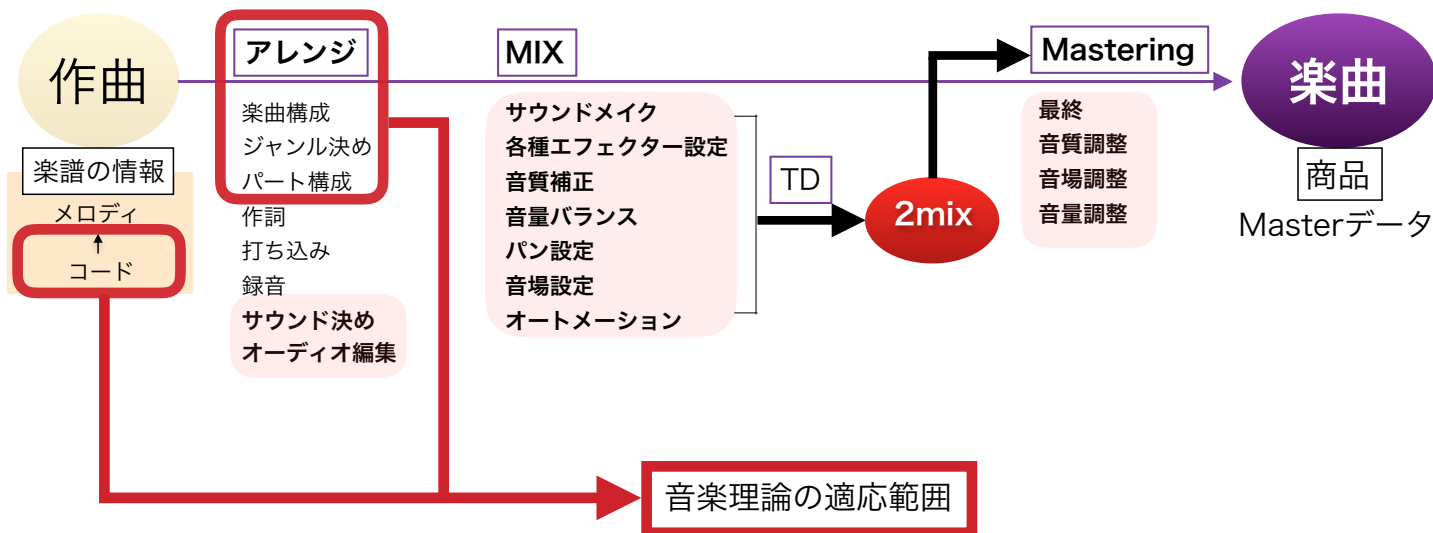 作曲
楽譜の情報
メロディ
コード
アレンジ
楽曲構成
ジャンル決め
パート構成
作詞
打ち込み
録音
サウンド決め
オーディオ編集
MIX
サウンドメイク
各種エフェクター設定
音質補正
音量バランス
パン設定
音場設定
オートメーション
TD
2mix
Mastering
最終
音質調整
音場調整
音量調整
楽曲
商品
Masterデータ
音楽理論の適応範囲